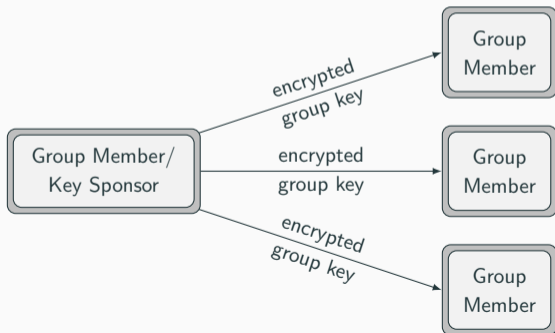 Group
Member
encrypted
group key
Group Member/
Key Sponsor
encrypted
group key
Group
Member
encrypted
group key
Group
Member